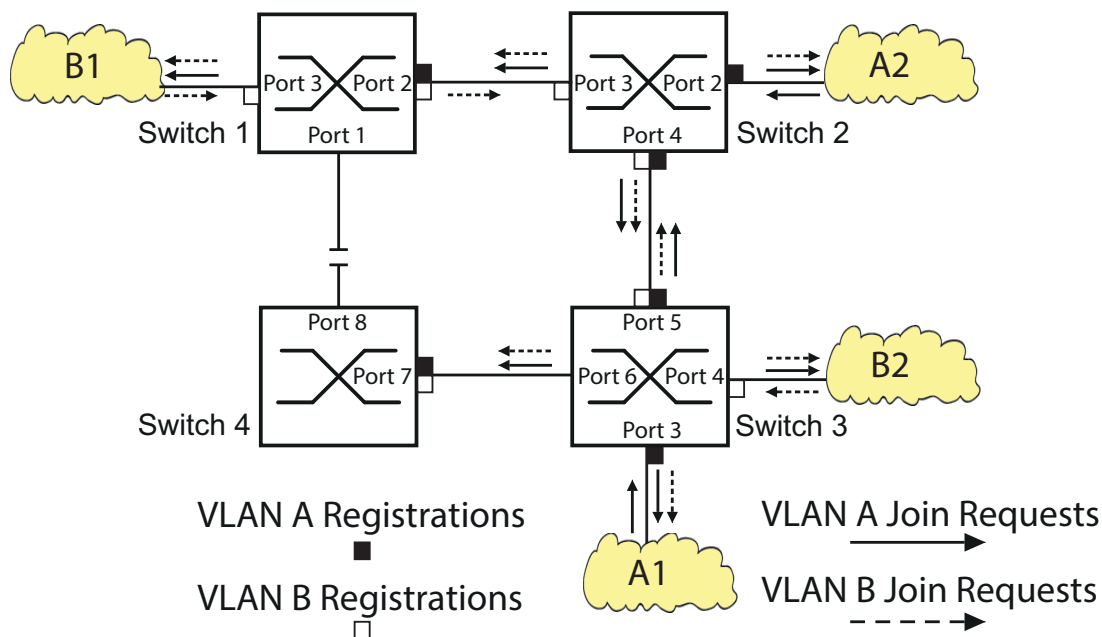 B1
Port 3
Port 2
Port 1
Switch 1
Port 3
Port 2
Port 4
Switch 2
A2
Port 8
Port 7
Switch 4
Port 5
Port 6
Port 4
Port 3
Switch 3
B2
A1
VLAN A Registrations
VLAN B Registrations
VLAN A Join Requests
VLAN B Join Requests